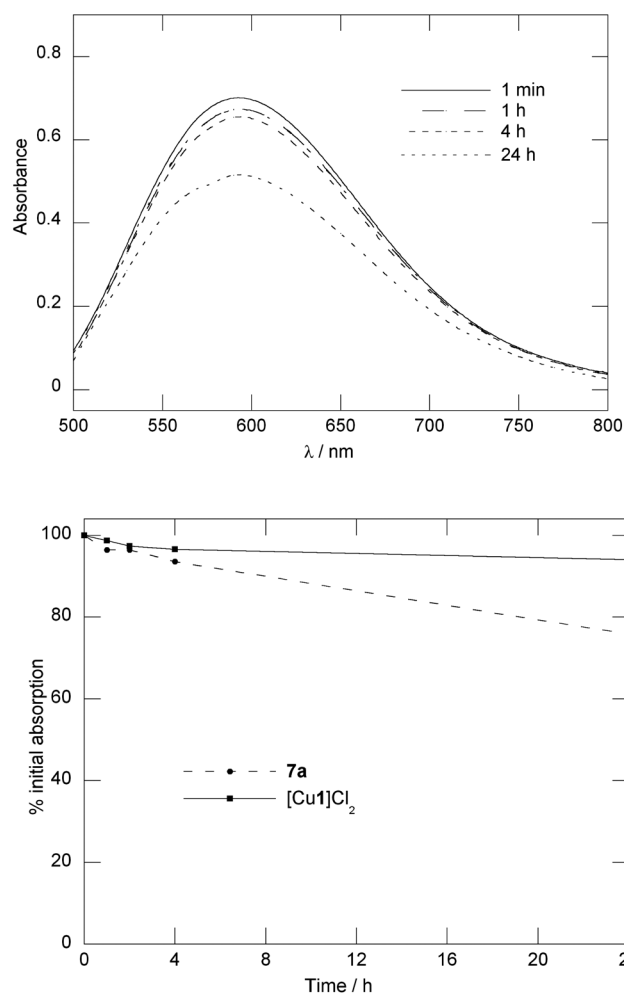 0.8
0.6
0.4
0.2
0
Absorbance
1 min
1 h
4 h
24 h
500 550 600 650 700 750 800
λ / nm
100
80
60
40
20
0
% initial absorption
7a
[Cu1]Cl2
0 4 8 12 16 20 2
Time / h